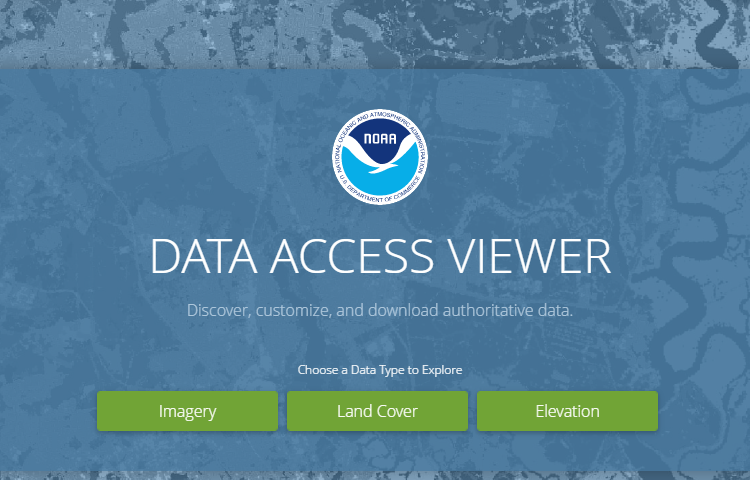 NATIONAL OCEANIC AND ATMOSPHERIC ADMINISTRATION
NOAA
U.S. DEPARTMENT OF COMMERCE
DATA ACCESS VIEWER
Discover, customize, and download authoritative data.
Choose a Data Type to Explore
Imagery
Land Cover
Elevation